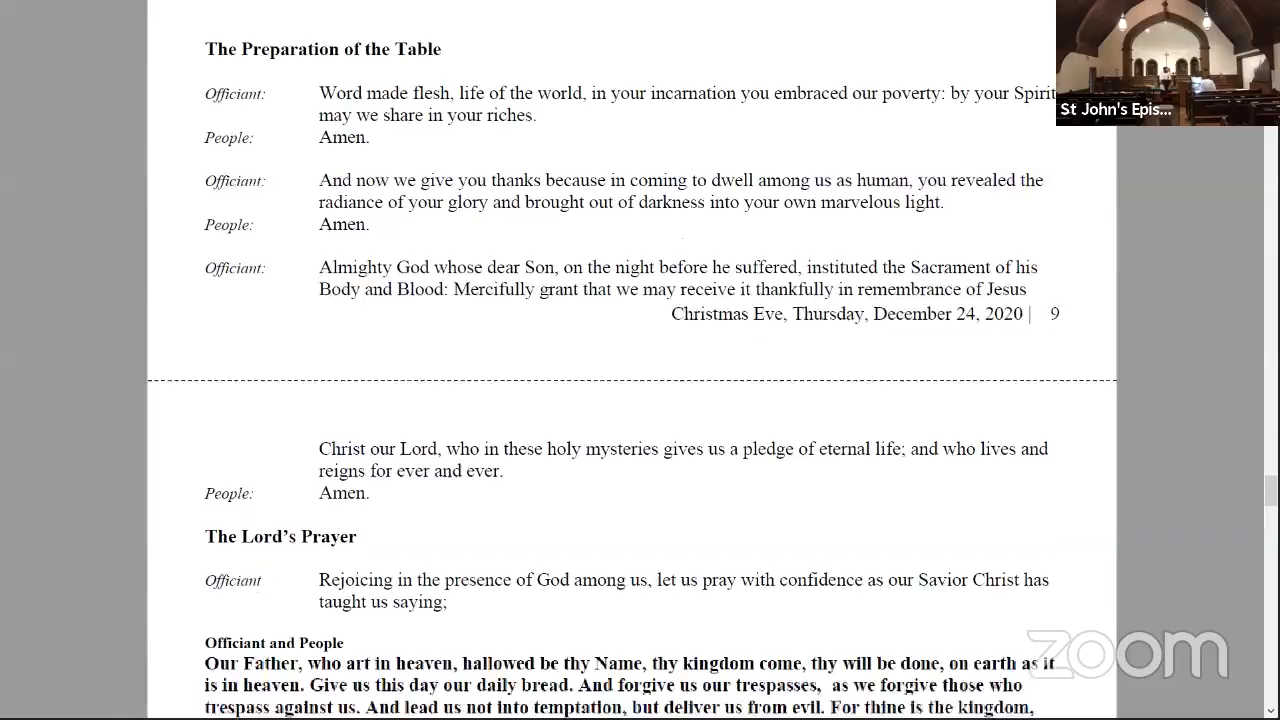 The Preparation of the Table
Officiant: Word made flesh, life of the world, in your incarnation you embraced our poverty: by your Spirit
may we share in your riches.
People: Amen.
Officiant: And now we give you thanks because in coming to dwell among us as human, you revealed the
radiance of your glory and brought out of darkness into your own marvelous light.
People: Amen.
Officiant: Almighty God whose dear Son, on the night before he suffered, instituted the Sacrament of his
Body and Blood: Mercifully grant that we may receive it thankfully in remembrance of Jesus
Christmas Eve, Thursday, December 24, 2020 | 9
Christ our Lord, who in these holy mysteries gives us a pledge of eternal life; and who lives and
reigns for ever and ever.
People: Amen.
The Lord's Prayer
Officiant Rejoicing in the presence of God among us, let us pray with confidence as our Savior Christ has
taught us saying;
Officiant and People
Our Father, who art in heaven, hallowed be thy Name, thy kingdom come, thy will be done, on earth as it
is in heaven. Give us this day our daily bread. And forgive us our trespasses, as we forgive those who
trespass against us. And lead us not into temptation, but deliver us from evil. For thine is the kingdom,
St John's Epis...
zoom